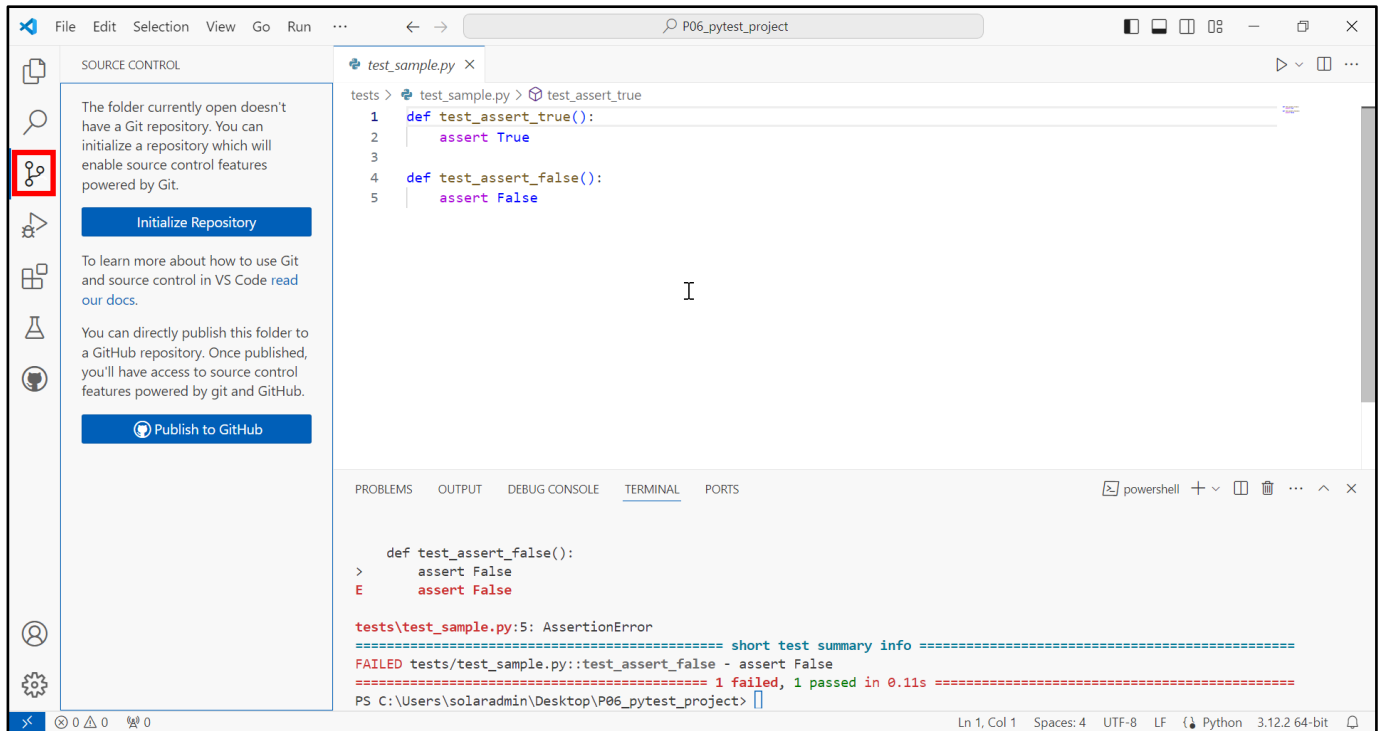 File Edit Selection View Go Run ···
P06_pytest_project
SOURCE CONTROL
The folder currently open doesn't
have a Git repository. You can
initialize a repository which will
enable source control features
powered by Git.
Initialize Repository
To learn more about how to use Git
and source control in VS Code read
our docs.
You can directly publish this folder to
a GitHub repository. Once published,
you'll have access to source control
features powered by git and GitHub.
Publish to GitHub
test_sample.py
tests > test_sample.py > test_assert_true
1 def test_assert_true():
2     assert True
3
4 def test_assert_false():
5     assert False
PROBLEMS OUTPUT DEBUG CONSOLE TERMINAL PORTS
powershell
    def test_assert_false():
>       assert False
E       assert False
tests\test_sample.py:5: AssertionError
============================================= short test summary info ==============================================
FAILED tests/test_sample.py::test_assert_false - assert False
=========================================== 1 failed, 1 passed in 0.11s ============================================
PS C:\Users\solaradmin\Desktop\P06_pytest_project>
0 0 0
Ln 1, Col 1 Spaces: 4 UTF-8 LF Python 3.12.2 64-bit